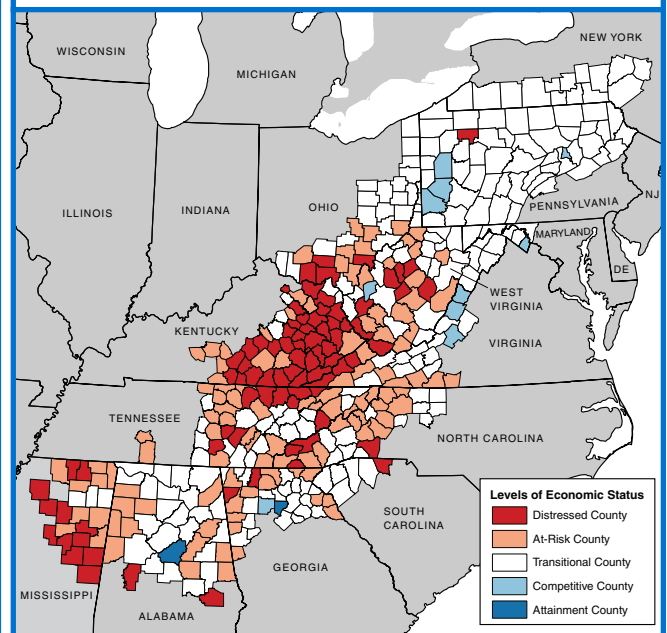 WISCONSIN
NEW YORK
MICHIGAN
ILLINOIS
INDIANA
OHIO
PENNSYLVANIA
NJ
MARYLAND
DE
WEST
VIRGINIA
KENTUCKY
VIRGINIA
TENNESSEE
NORTH CAROLINA
SOUTH
CAROLINA
GEORGIA
MISSISSIPPI
ALABAMA
Levels of Economic Status
Distressed County
At-Risk County
Transitional County
Competitive County
Attainment County